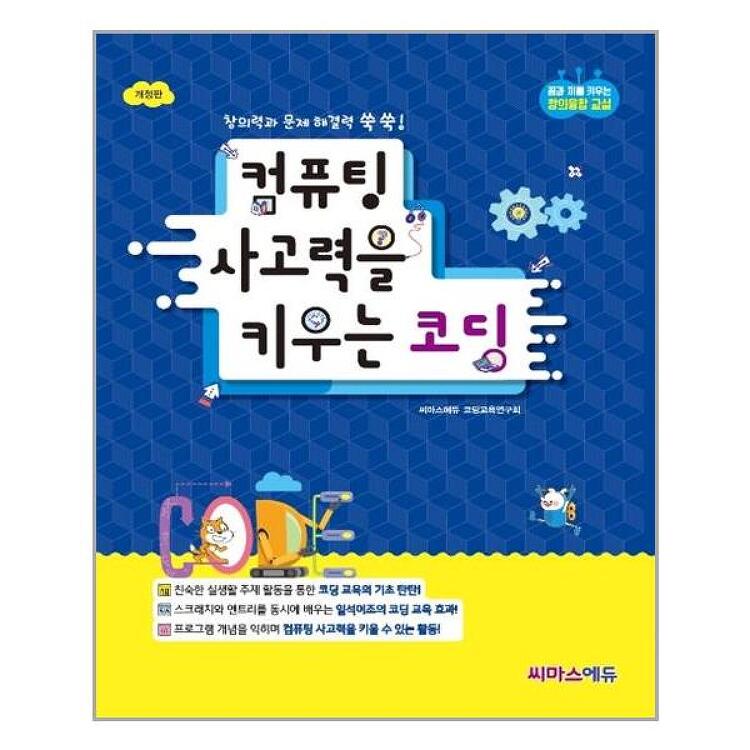 개정판
꿈과 끼를 키우는
창의융합 교실
창의력과 문제 해결력 쑥쑥!
컴퓨팅
사고력을
키우는 코딩
씨마스에듀 코딩교육연구회
CODE
친숙한 실생활 주제 활동을 통한 코딩 교육의 기초 탄탄!
스크래치와 엔트리를 동시에 배우는 일석이조의 코딩 교육 효과!
프로그램 개념을 익히며 컴퓨팅 사고력을 키울 수 있는 활동!
씨마스에듀